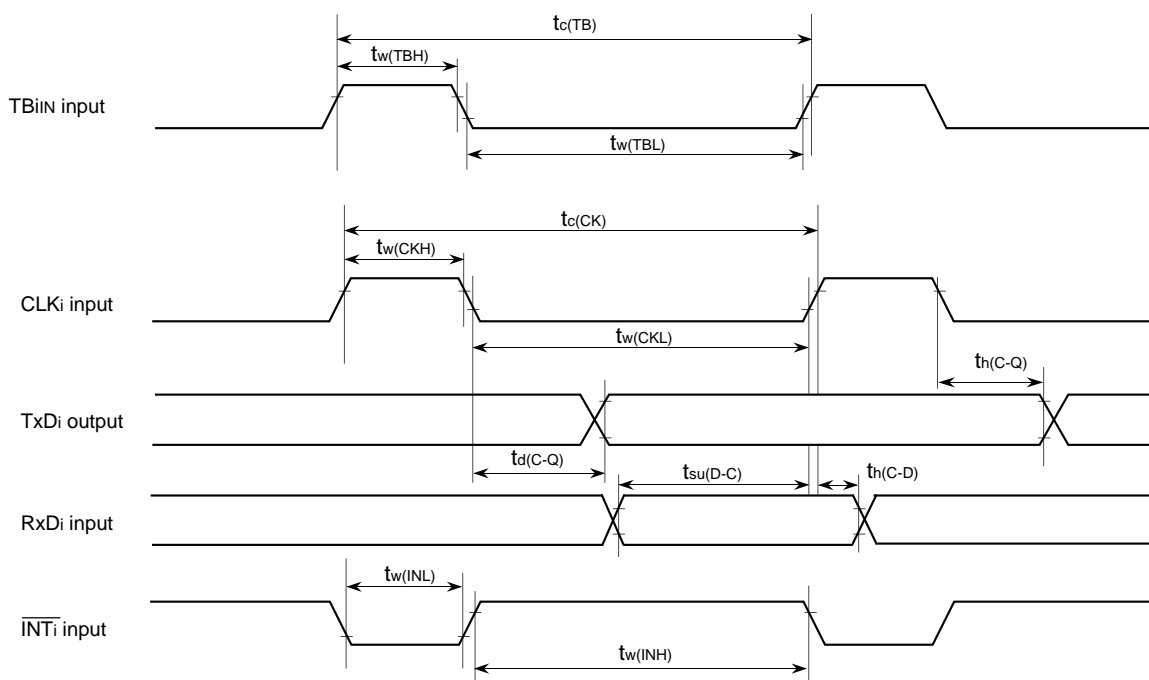 tc(TB)
tw(TBH)
TBiIN input
tw(TBL)
tc(CK)
tw(CKH)
CLKi input
tw(CKL)
th(C-Q)
TxDi output
td(C-Q)
tsu(D-C)
th(C-D)
RxDi input
tw(INL)
INTi input
tw(INH)